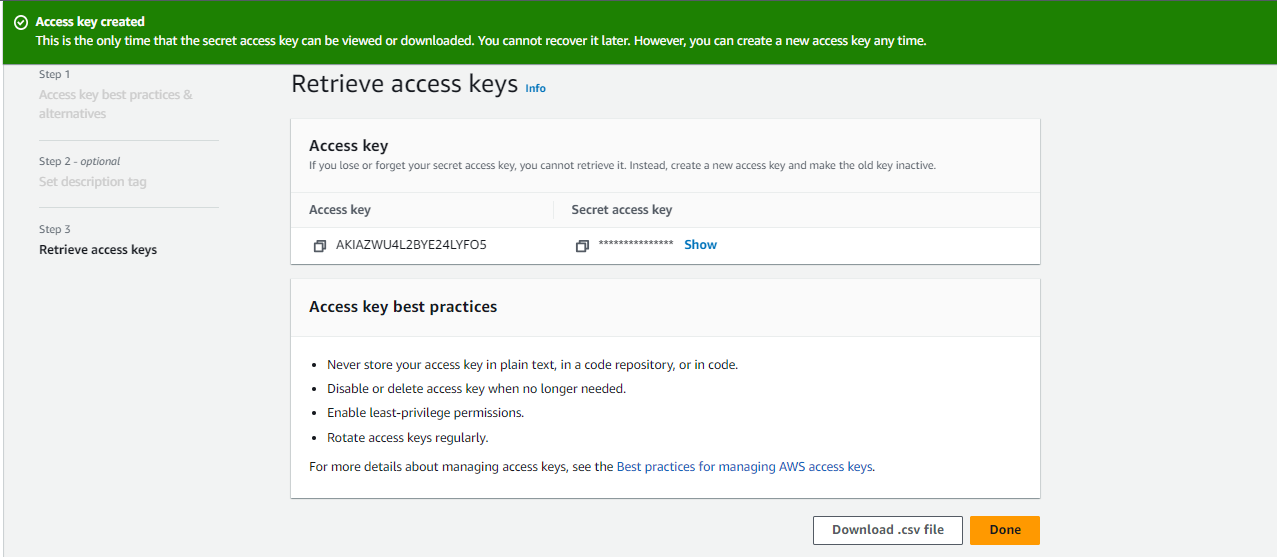 Access key created
This is the only time that the secret access key can be viewed or downloaded. You cannot recover it later. However, you can create a new access key any time.
Step 1
Access key best practices &
alternatives
Step 2 - optional
Set description tag
Step 3
Retrieve access keys
Retrieve access keys Info
Access key
If you lose or forget your secret access key, you cannot retrieve it. Instead, create a new access key and make the old key inactive.
Access key Secret access key
AKIAZWU4L2BYE24LYFO5 *************** Show
Access key best practices
• Never store your access key in plain text, in a code repository, or in code.
• Disable or delete access key when no longer needed.
• Enable least-privilege permissions.
• Rotate access keys regularly.
For more details about managing access keys, see the Best practices for managing AWS access keys.
Download .csv file Done